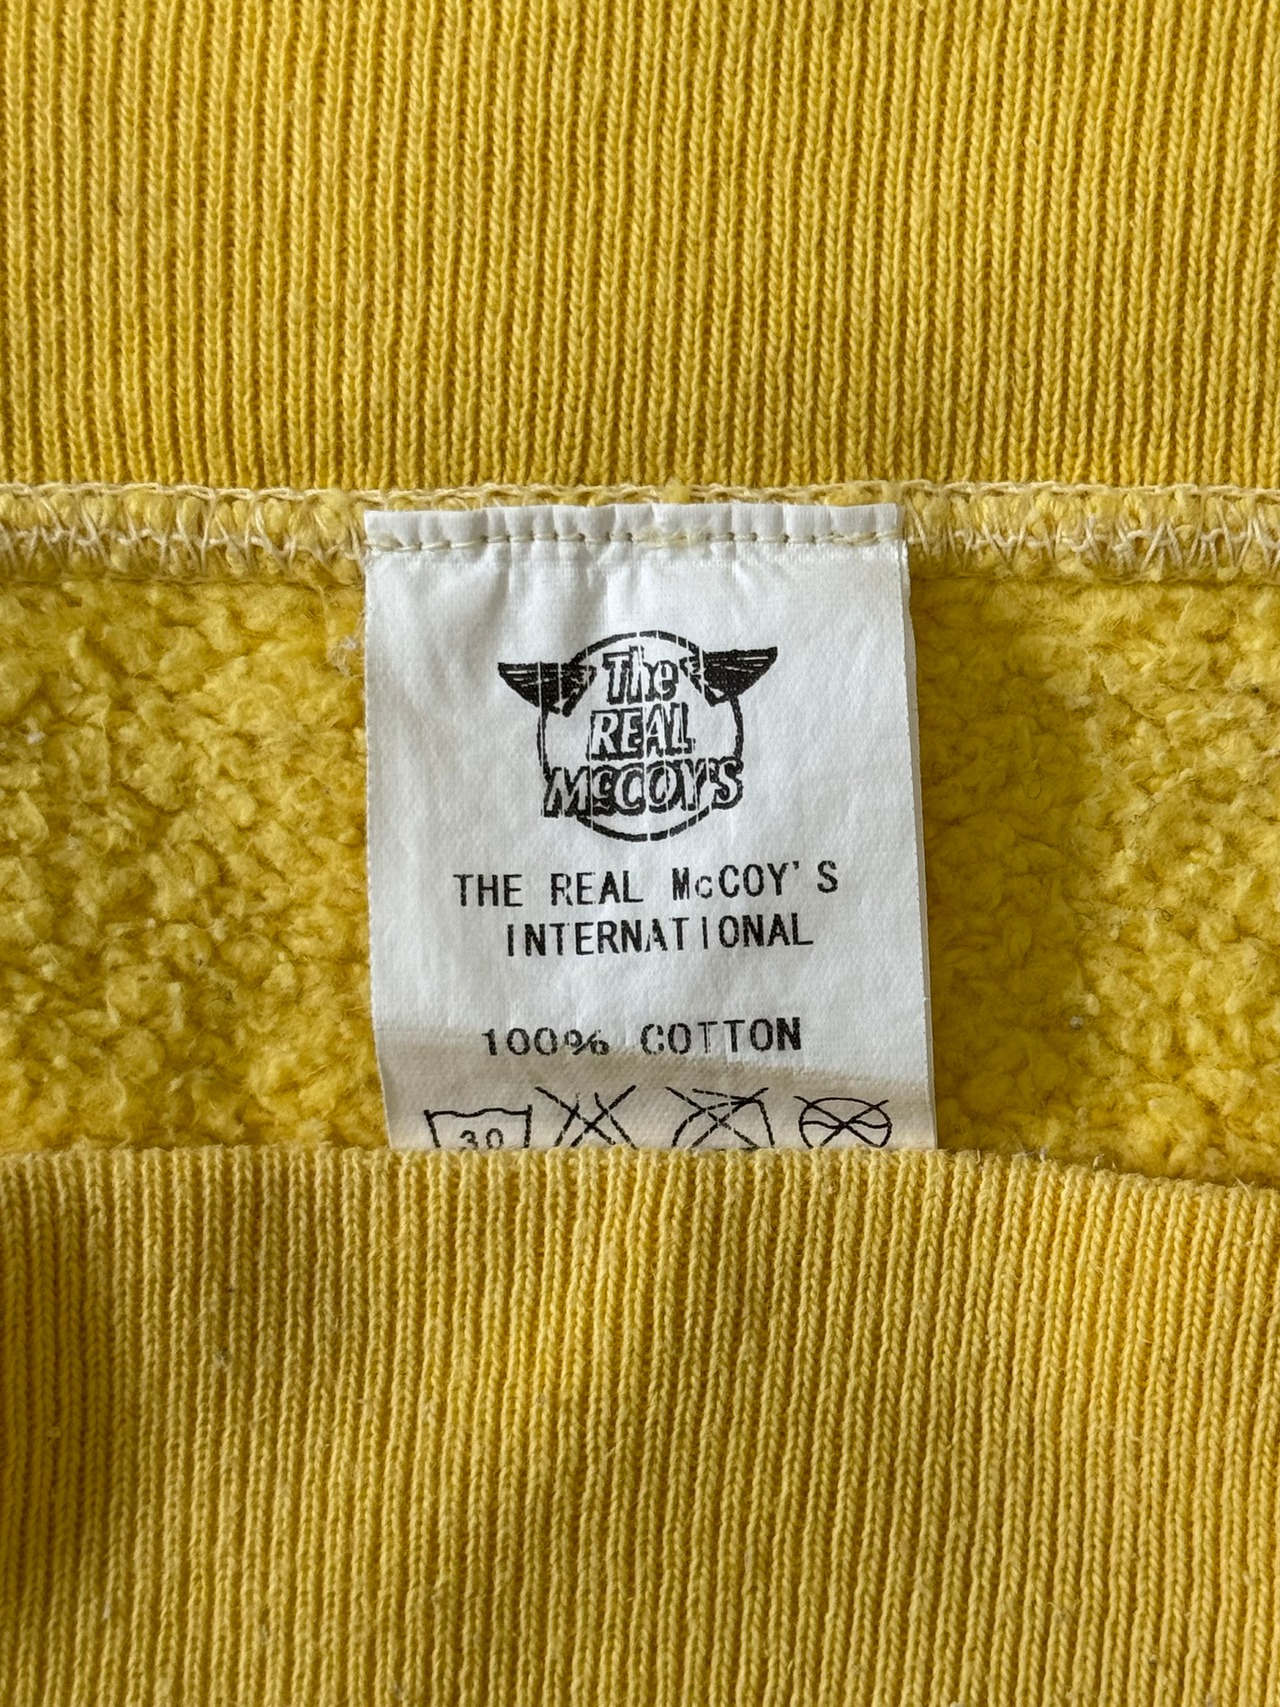 The
REAL
McCOY'S
THE REAL McCOY'S
INTERNATIONAL
100% COTTON
30